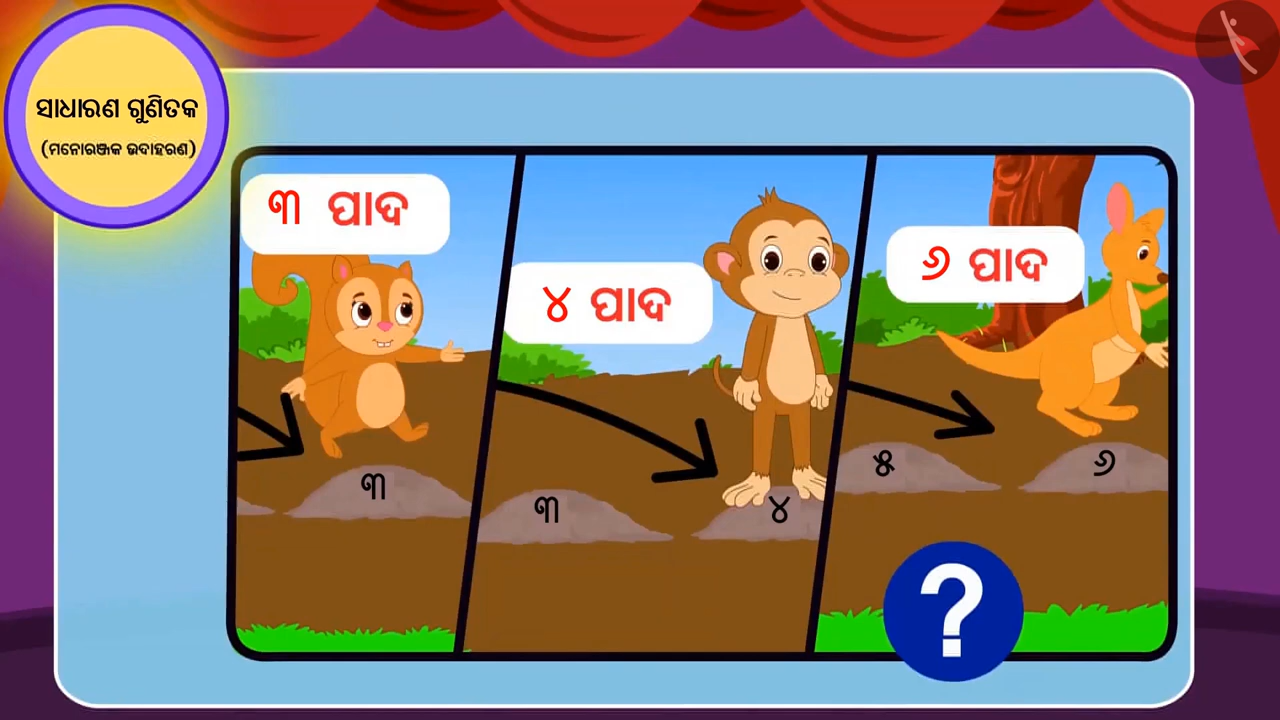 ସାଧାରଣ ଗୁଣିତକ
(ମନୋରଞ୍ଜକ ଉଦାହରଣ)
୩ ପାଦ
୪ ପାଦ
୬ ପାଦ
୩
୩
୪
୫
୬
?